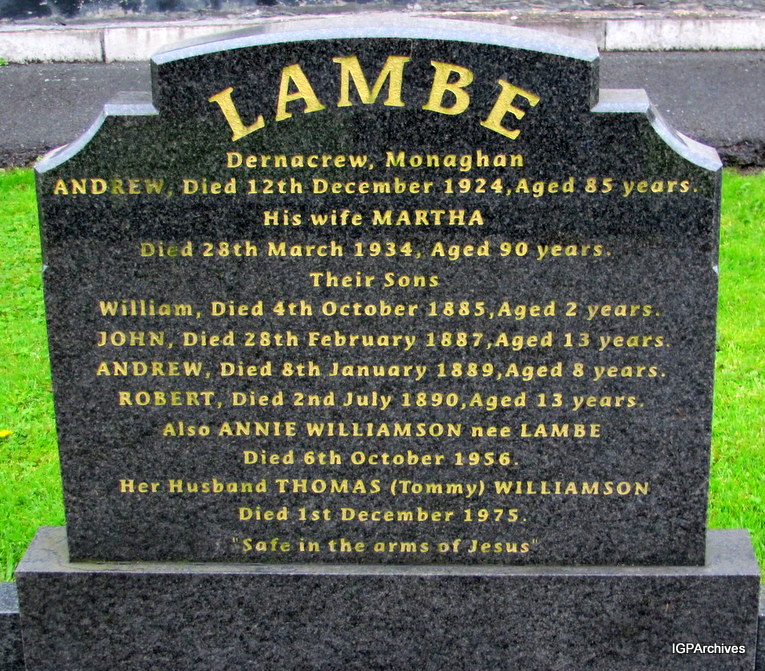 LAMBE
Dernacrew, Monaghan
ANDREW, Died 12th December 1924, Aged 85 years.
His wife MARTHA
Died 28th March 1934, Aged 90 years.
Their Sons
William, Died 4th October 1885, Aged 2 years.
JOHN, Died 28th February 1887, Aged 13 years.
ANDREW, Died 8th January 1889, Aged 8 years.
ROBERT, Died 2nd July 1890, Aged 13 years.
Also ANNIE WILLIAMSON nee LAMBE
Died 6th October 1956.
Her Husband THOMAS (Tommy) WILLIAMSON
Died 1st December 1975.
"Safe in the arms of Jesus"
IGPArchives